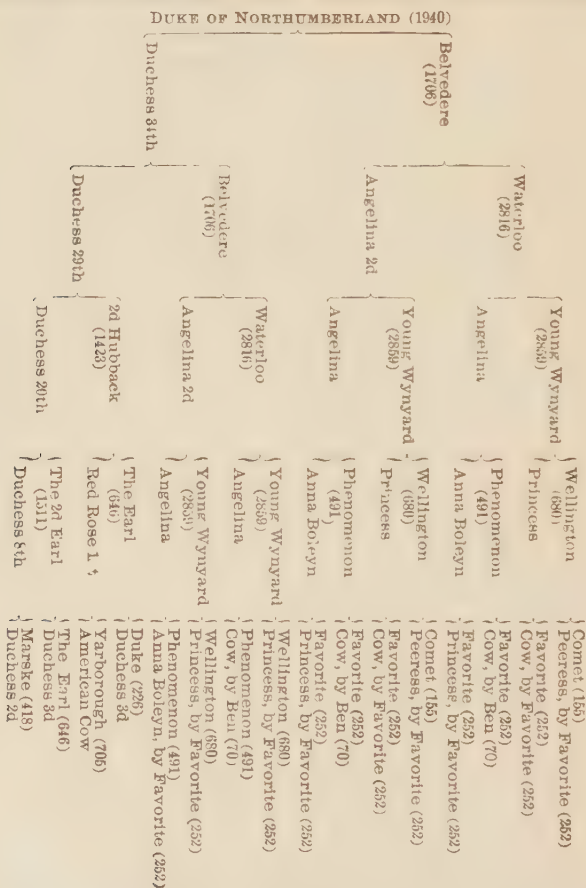 DUKE OF NORTHUMBERLAND (1940)
Belvedere
(1706)
Duchess 34th
Waterloo
(2816)
Angelina 2d
Belvedere
(1706)
Duchess 29th
Young Wynyard
(2859)
Angelina
Young Wynyard
(2859)
Angelina
Waterloo
(2816)
Angelina 2d
2d Hubback
(1423)
Duchess 20th
Wellington
(680)
Princess
Phenomenon
(491)
Anna Boleyn
Wellington
(680)
Princess
Phenomenon
(491)
Anna Boleyn
Young Wynyard
(2859)
Angelina
Young Wynyard
(2859)
Angelina
The Earl
(646)
Red Rose 1.
The 2d Earl
(1511)
Duchess 8th
Comet (155)
Peeress, by Favorite (252)
Favorite (252)
Cow, by Favorite (252)
Favorite (252)
Cow, by Ben (70)
Favorite (252)
Princess, by Favorite (252)
Comet (155)
Peeress, by Favorite (252)
Favorite (252)
Cow, by Favorite (252)
Favorite (252)
Cow, by Ben (70)
Favorite (252)
Princess, by Favorite (252)
Wellington (680)
Princess, by Favorite (252)
Phenomenon (491)
Cow, by Ben (70)
Wellington (680)
Princess, by Favorite (252)
Phenomenon (491)
Anna Boleyn, by Favorite (252)
Duke (226)
Duchess 3d
Yarborough (705)
American Cow
The Earl (646)
Duchess 3d
Marske (418)
Duchess 2d